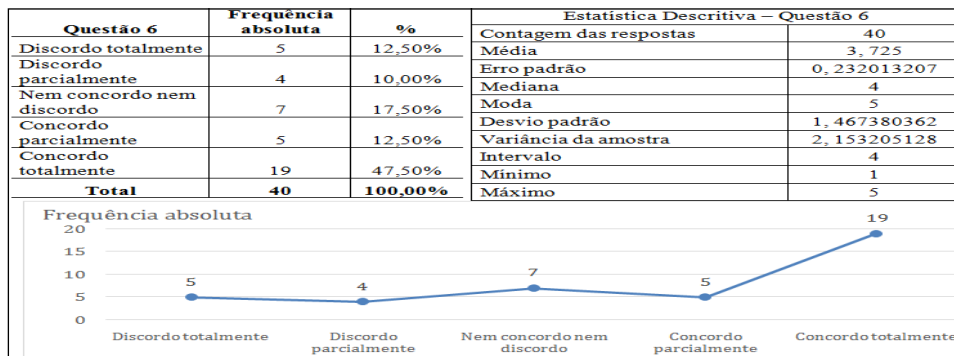 Questão 6 Frequência absoluta %
Discordo totalmente 5 12,50%
Discordo parcialmente 4 10,00%
Nem concordo nem discordo 7 17,50%
Concordo parcialmente 5 12,50%
Concordo totalmente 19 47,50%
Total 40 100,00%
Estatística Descritiva – Questão 6
Contagem das respostas 40
Média 3, 725
Erro padrão 0, 232013207
Mediana 4
Moda 5
Desvio padrão 1, 467380362
Variância da amostra 2, 153205128
Intervalo 4
Mínimo 1
Máximo 5
Frequência absoluta
20
15
10
5
0
5 4 7 5 19
Discordo totalmente
Discordo
parcialmente
Nem concordo nem
discordo
Concordo
parcialmente
Concordo totalmente